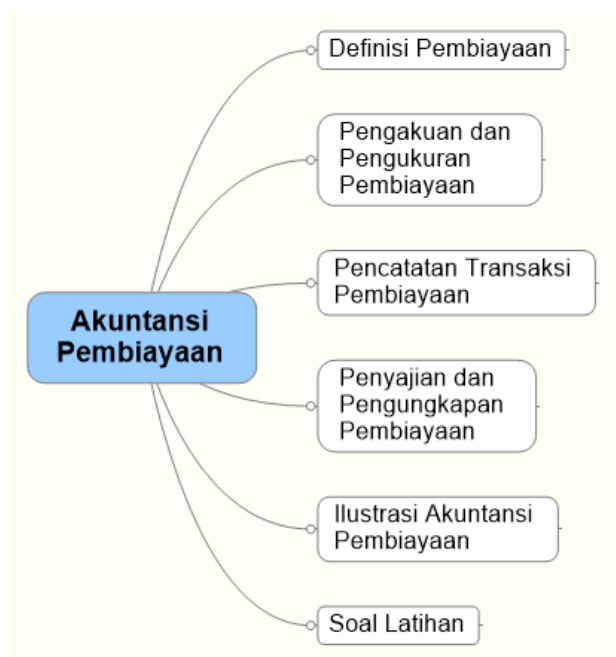 Definisi Pembiayaan
Pengakuan dan
Pengukuran
Pembiayaan
Pencatatan Transaksi
Pembiayaan
Akuntansi
Pembiayaan
Penyajian dan
Pengungkapan
Pembiayaan
Ilustrasi Akuntansi
Pembiayaan
Soal Latihan